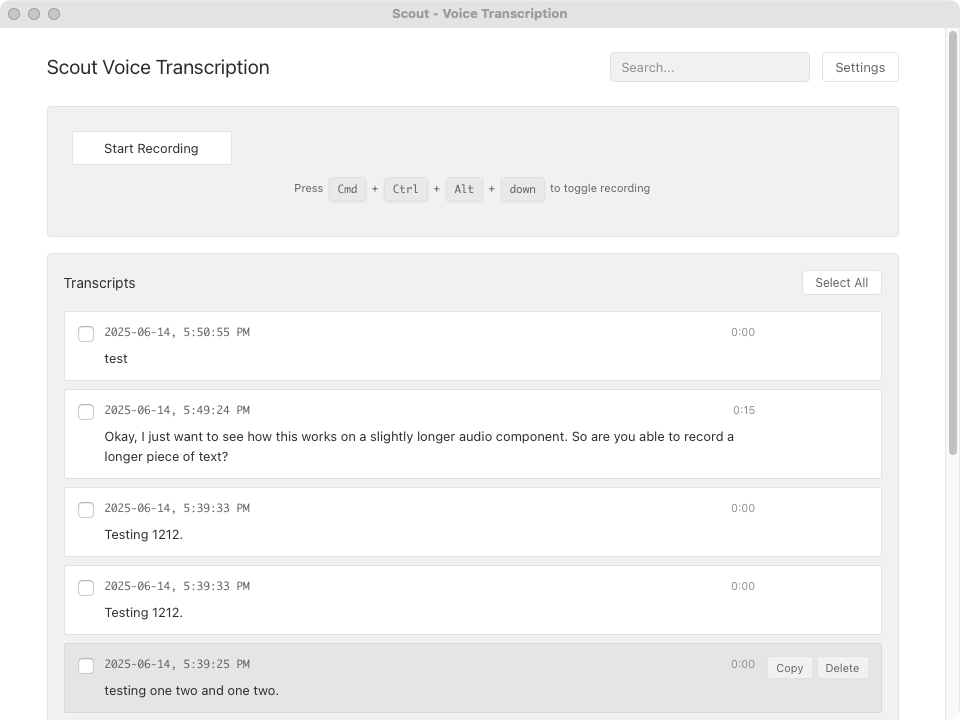 Scout - Voice Transcription
Scout Voice Transcription
Search...
Settings
Start Recording
Press Cmd + Ctrl + Alt + down to toggle recording
Transcripts
Select All
2025-06-14, 5:50:55 PM 0:00
test
2025-06-14, 5:49:24 PM 0:15
Okay, I just want to see how this works on a slightly longer audio component. So are you able to record a
longer piece of text?
2025-06-14, 5:39:33 PM 0:00
Testing 1212.
2025-06-14, 5:39:33 PM 0:00
Testing 1212.
2025-06-14, 5:39:25 PM 0:00 Copy Delete
testing one two and one two.